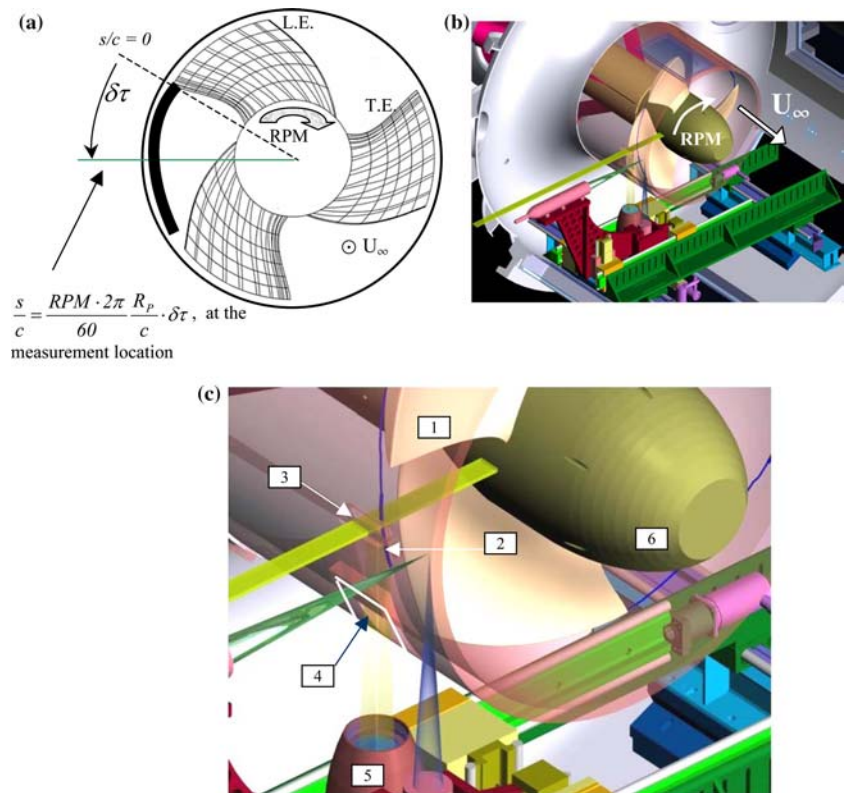 (a)
L.E.
s/c = 0
δτ
T.E.
RPM
⊙ U∞
s/c = RPM · 2π / 60 R_P / c · δτ , at the
measurement location
(b)
U∞
RPM
(c)
1
3
2
6
4
5